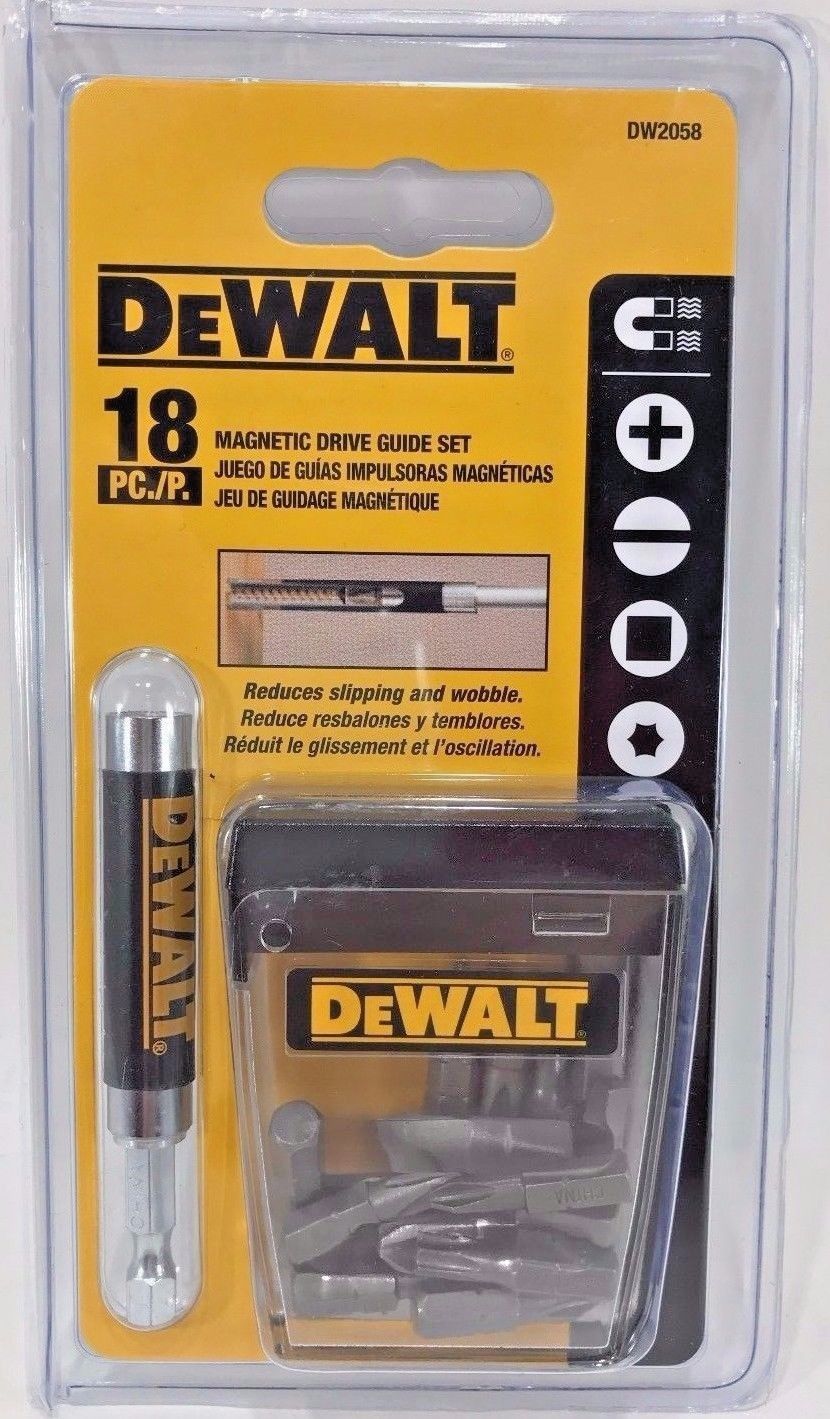 DW2058
DEWALT®
18
PC./P.
MAGNETIC DRIVE GUIDE SET
JUEGO DE GUÍAS IMPULSORAS MAGNÉTICAS
JEU DE GUIDAGE MAGNÉTIQUE
Reduces slipping and wobble.
Reduce resbalones y temblores.
Réduit le glissement et l'oscillation.
DEWALT®
DEWALT
CHINA